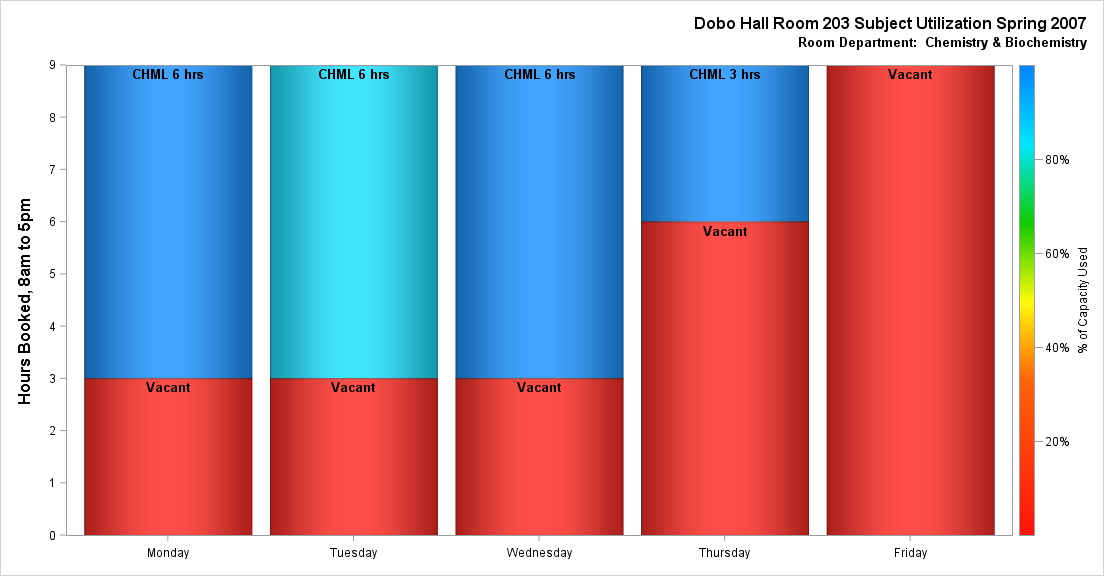 Dobo Hall Room 203 Subject Utilization Spring 2007
Room Department:  Chemistry & Biochemistry
Hours Booked, 8am to 5pm
9
8
7
6
5
4
3
2
1
0
CHML 6 hrs
Vacant
CHML 6 hrs
Vacant
CHML 6 hrs
Vacant
CHML 3 hrs
Vacant
Vacant
Monday
Tuesday
Wednesday
Thursday
Friday
80%
60%
40%
20%
% of Capacity Used